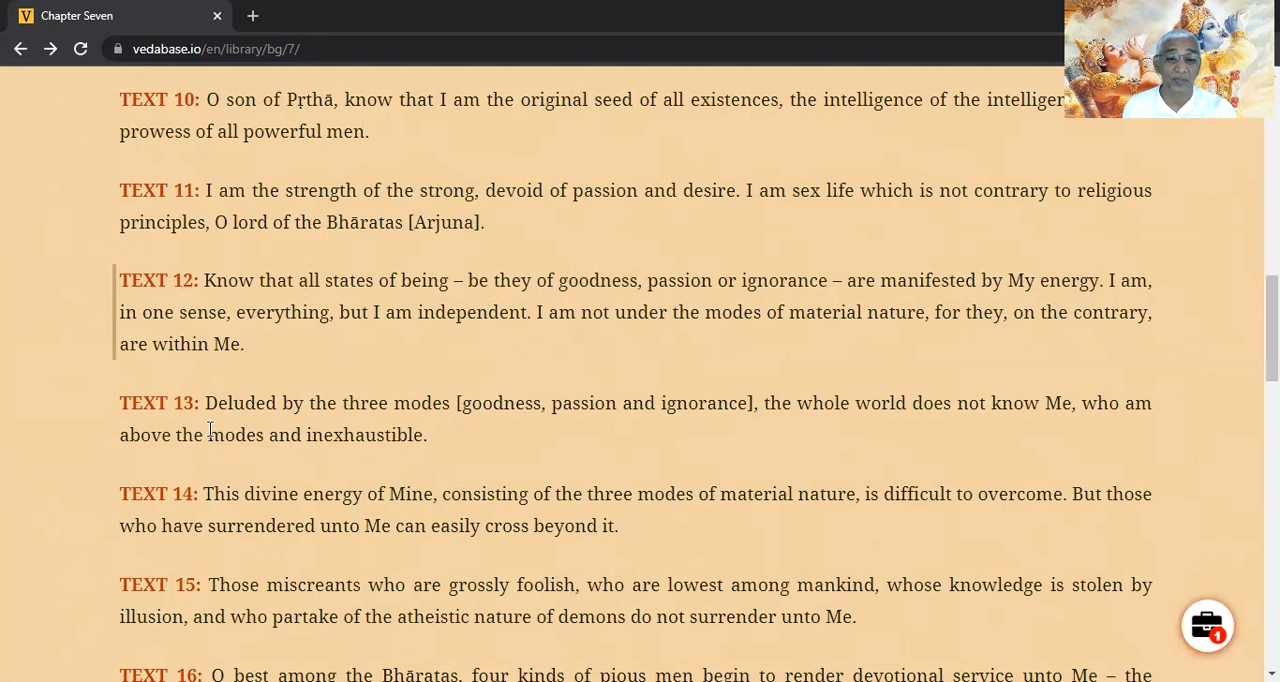 V Chapter Seven
vedabase.io/en/library/bg/7/
TEXT 10: O son of Pṛthā, know that I am the original seed of all existences, the intelligence of the
prowess of all powerful men.
TEXT 11: I am the strength of the strong, devoid of passion and desire. I am sex life which is not contrary to religious
principles, O lord of the Bhāratas [Arjuna].
TEXT 12: Know that all states of being – be they of goodness, passion or ignorance – are manifested by My energy. I am,
in one sense, everything, but I am independent. I am not under the modes of material nature, for they, on the contrary,
are within Me.
TEXT 13: Deluded by the three modes [goodness, passion and ignorance], the whole world does not know Me, who am
above the modes and inexhaustible.
TEXT 14: This divine energy of Mine, consisting of the three modes of material nature, is difficult to overcome. But those
who have surrendered unto Me can easily cross beyond it.
TEXT 15: Those miscreants who are grossly foolish, who are lowest among mankind, whose knowledge is stolen by
illusion, and who partake of the atheistic nature of demons do not surrender unto Me.
1
TEXT 16: O best among the Bhāratas, four kinds of pious men begin to render devotional service unto Me – the